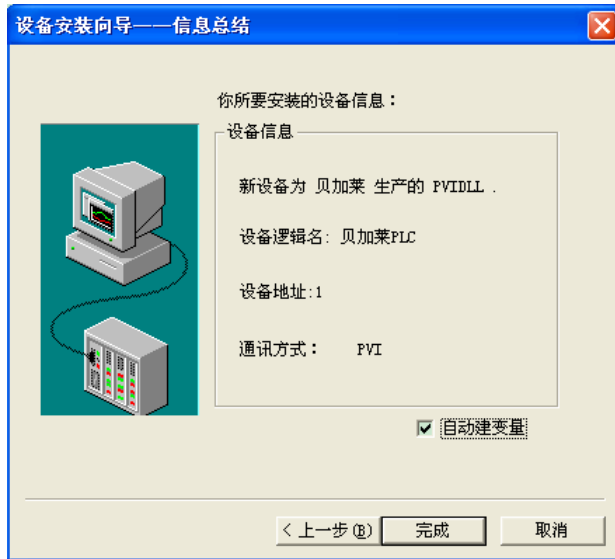 设备安装向导——信息总结
你所要安装的设备信息：
设备信息
新设备为 贝加莱 生产的 PVIDLL .
设备逻辑名: 贝加莱PLC
设备地址:1
通讯方式： PVI
自动建变量
< 上一步(B)
完成
取消